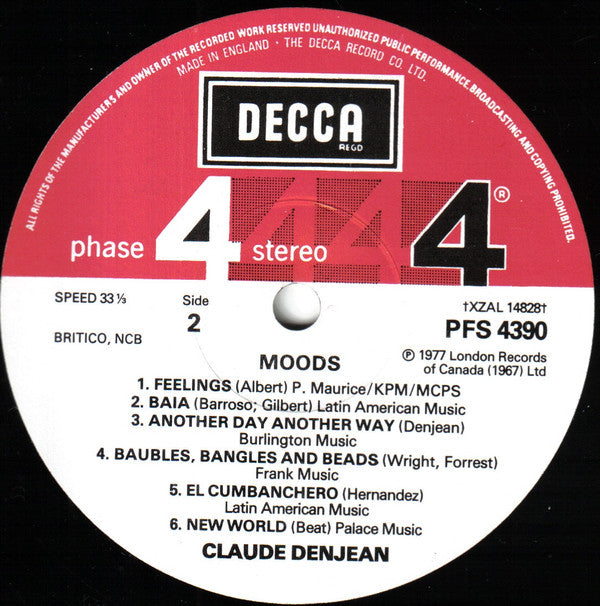 ALL RIGHTS OF THE MANUFACTURERS AND OWNER OF THE RECORDED WORK RESERVED UNAUTHORIZED PUBLIC PERFORMANCE, BROADCASTING AND COPYING PROHIBITED.
MADE IN ENGLAND · THE DECCA RECORD CO. LTD.
DECCA
REGD
phase 4 stereo 4 4 4 ®
SPEED 33⅓
Side
2
†XZAL 14828†
PFS 4390
BRITICO, NCB
℗ 1977 London Records
of Canada (1967) Ltd
MOODS
1. FEELINGS (Albert) P. Maurice/KPM/MCPS
2. BAIA (Barroso; Gilbert) Latin American Music
3. ANOTHER DAY ANOTHER WAY (Denjean)
Burlington Music
4. BAUBLES, BANGLES AND BEADS (Wright, Forrest)
Frank Music
5. EL CUMBANCHERO (Hernandez)
Latin American Music
6. NEW WORLD (Beat) Palace Music
CLAUDE DENJEAN